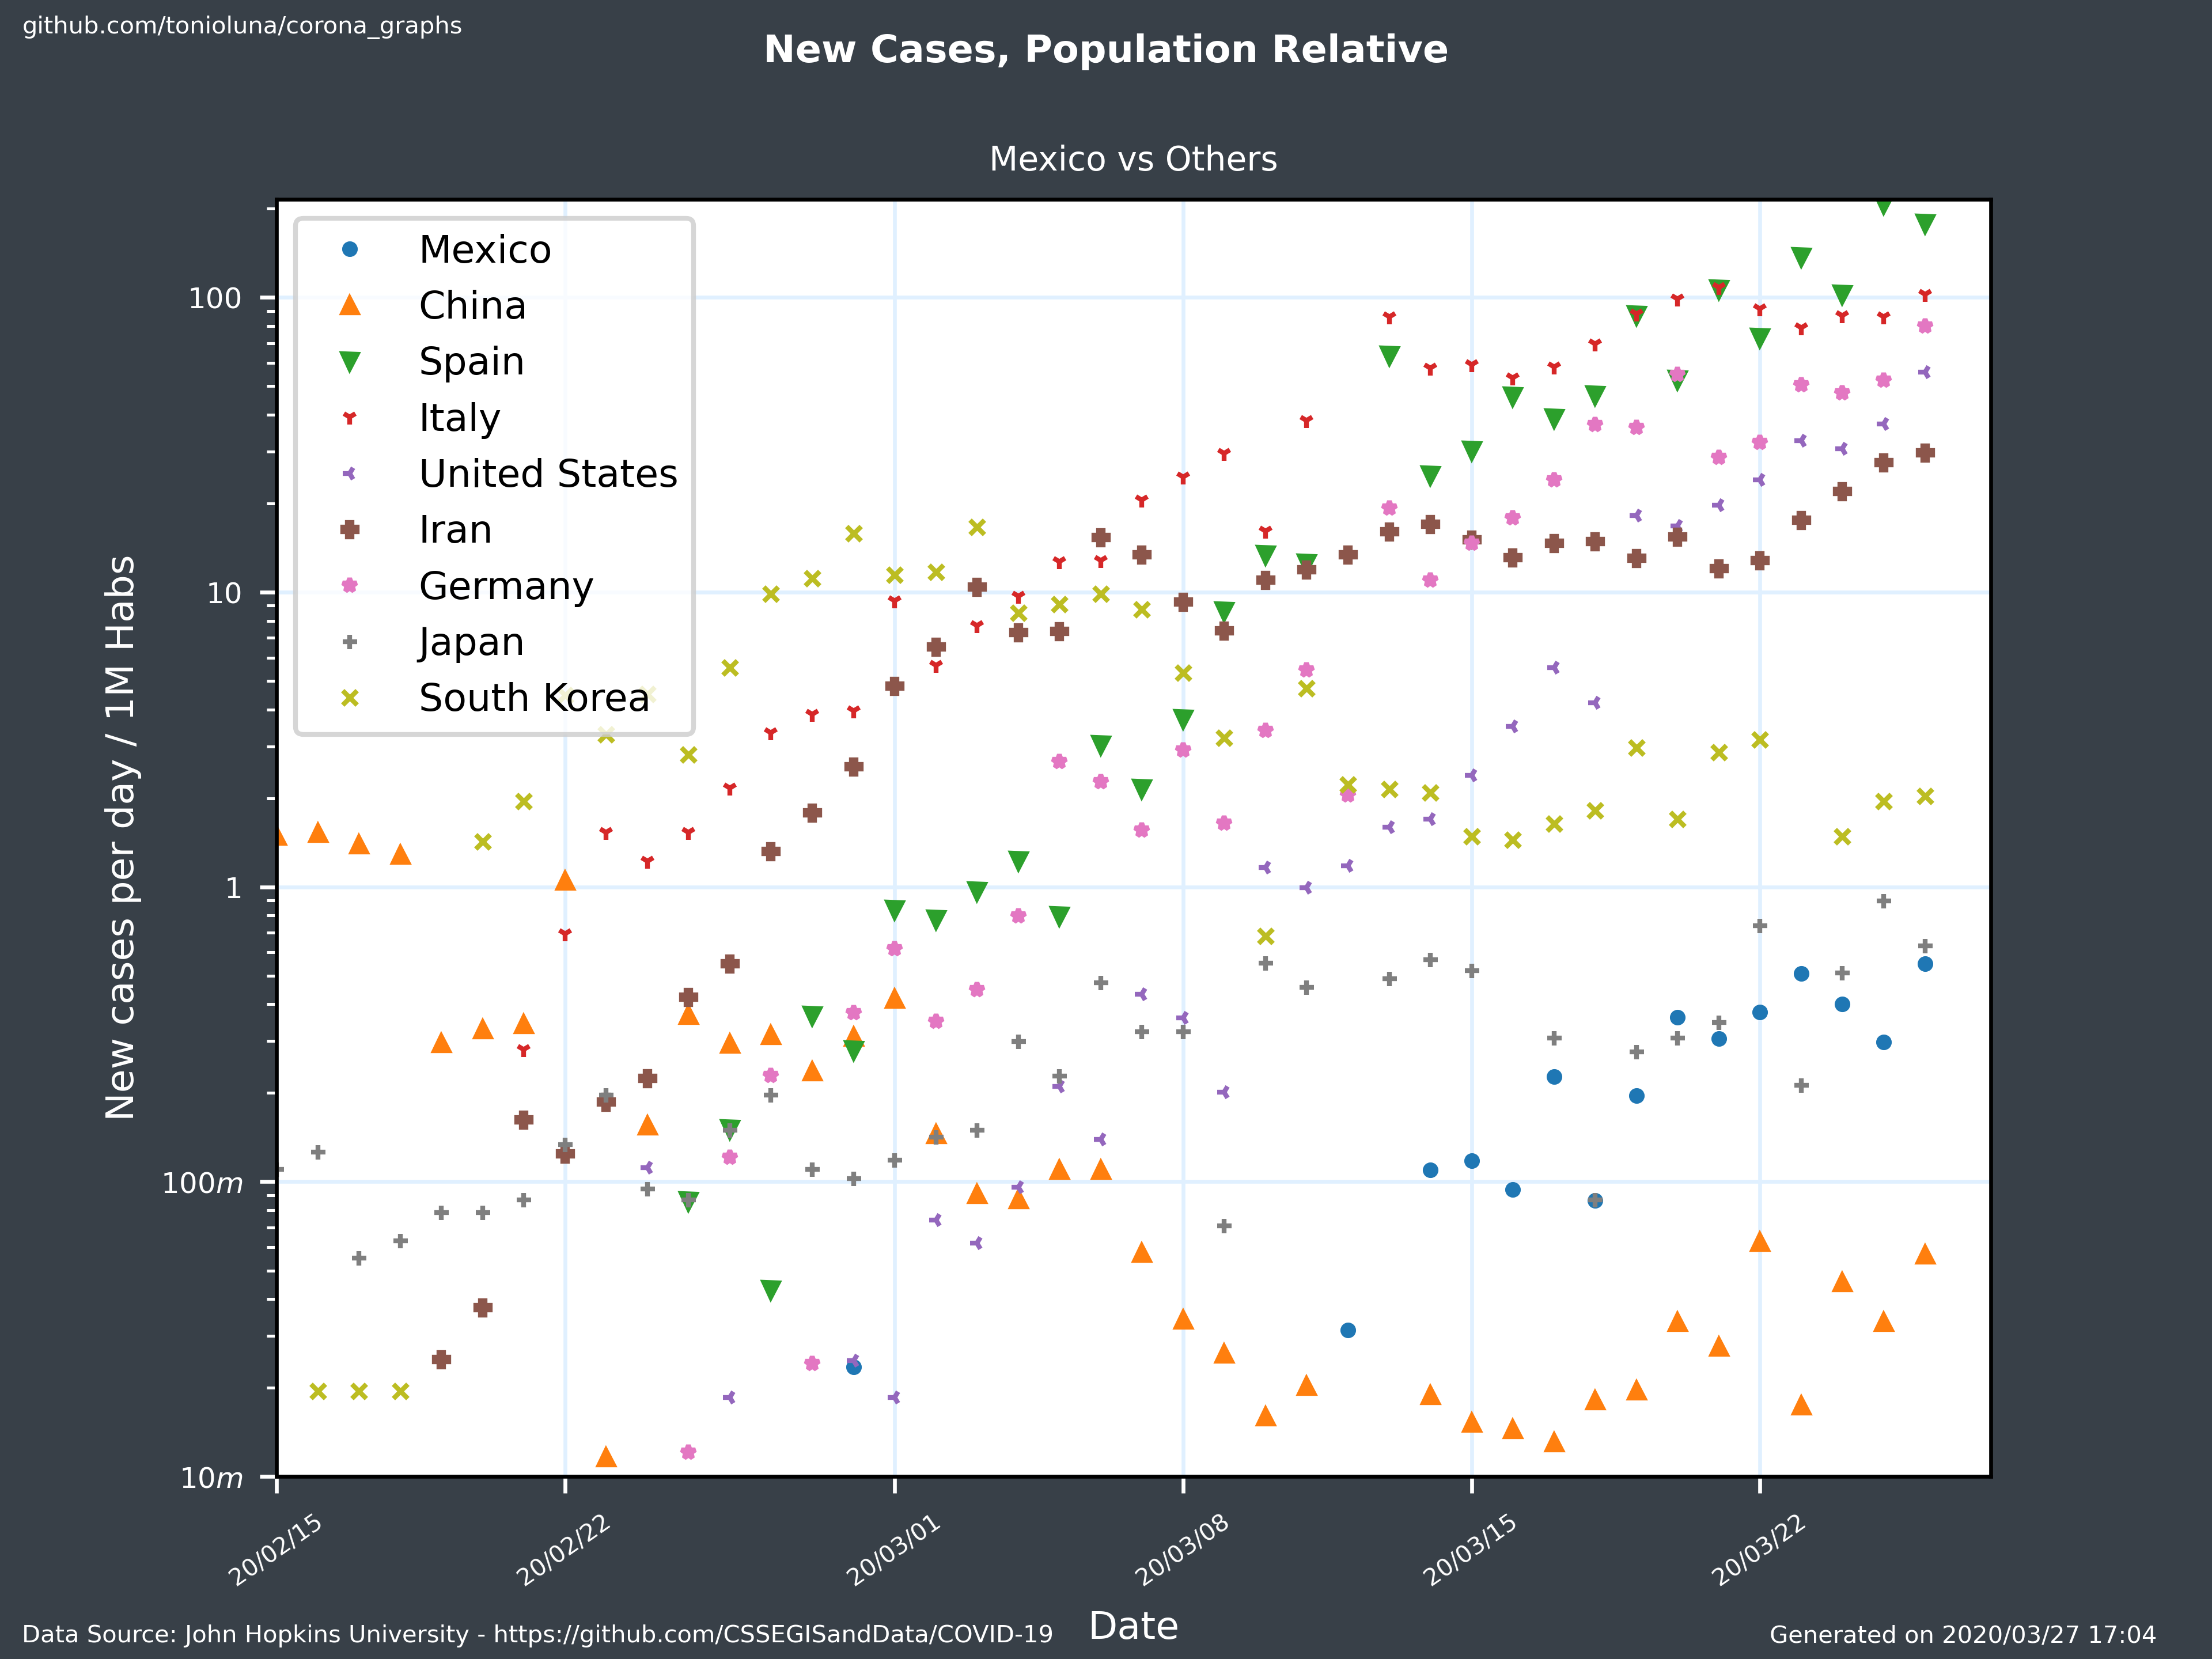 github.com/tonioluna/corona_graphs
New Cases, Population Relative
Mexico vs Others
New cases per day / 1M Habs
100
10
1
100m
10m
Mexico
China
Spain
Italy
United States
Iran
Germany
Japan
South Korea
20/02/15
20/02/22
20/03/01
20/03/08
20/03/15
20/03/22
Date
Data Source: John Hopkins University - https://github.com/CSSEGISandData/COVID-19
Generated on 2020/03/27 17:04